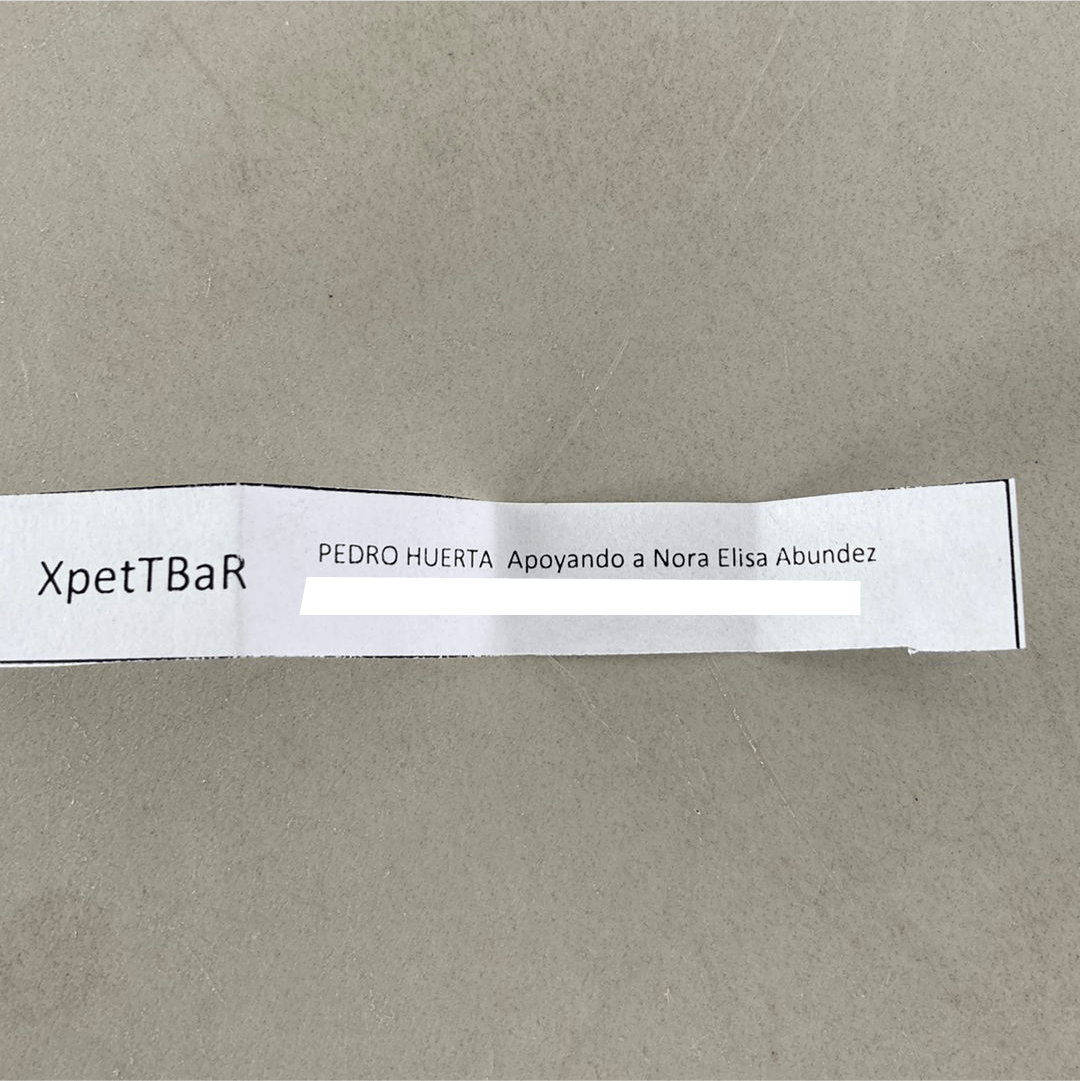 XpetTBaR
PEDRO HUERTA Apoyando a Nora Elisa Abundez